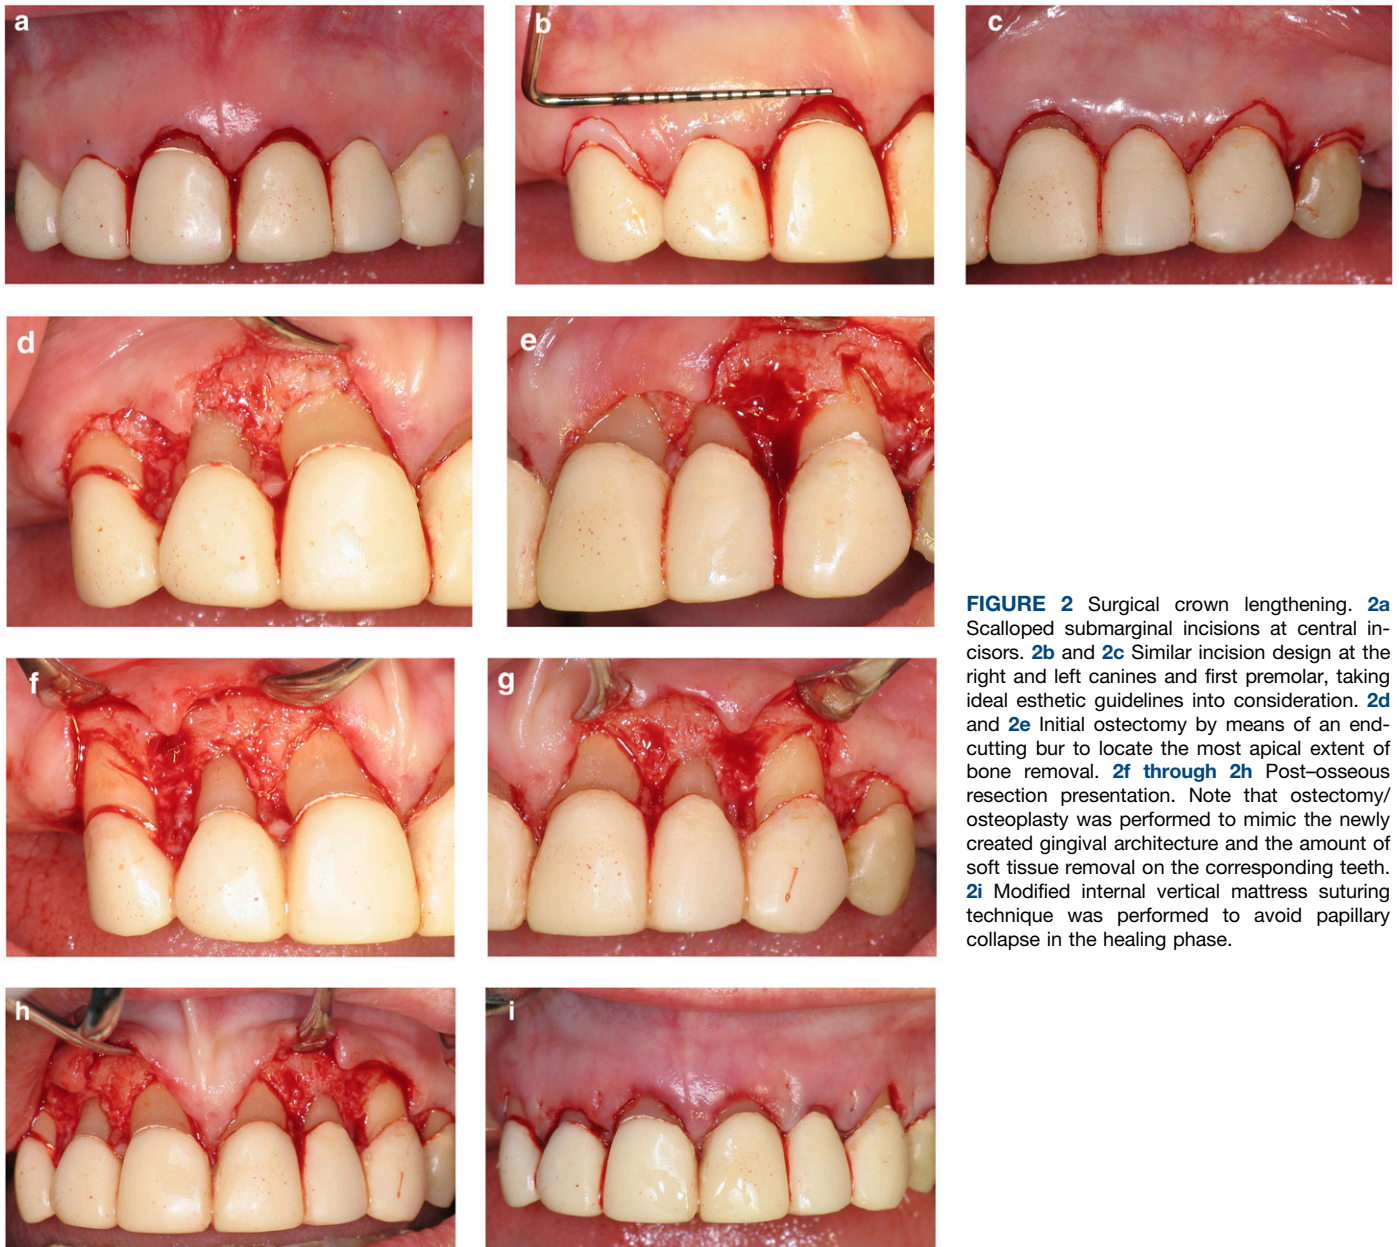 a
b
c
d
e
f
g
h
i
FIGURE 2 Surgical crown lengthening. 2a
Scalloped submarginal incisions at central in-
cisors. 2b and 2c Similar incision design at the
right and left canines and first premolar, taking
ideal esthetic guidelines into consideration. 2d
and 2e Initial ostectomy by means of an end-
cutting bur to locate the most apical extent of
bone removal. 2f through 2h Post–osseous
resection presentation. Note that ostectomy/
osteoplasty was performed to mimic the newly
created gingival architecture and the amount of
soft tissue removal on the corresponding teeth.
2i Modified internal vertical mattress suturing
technique was performed to avoid papillary
collapse in the healing phase.